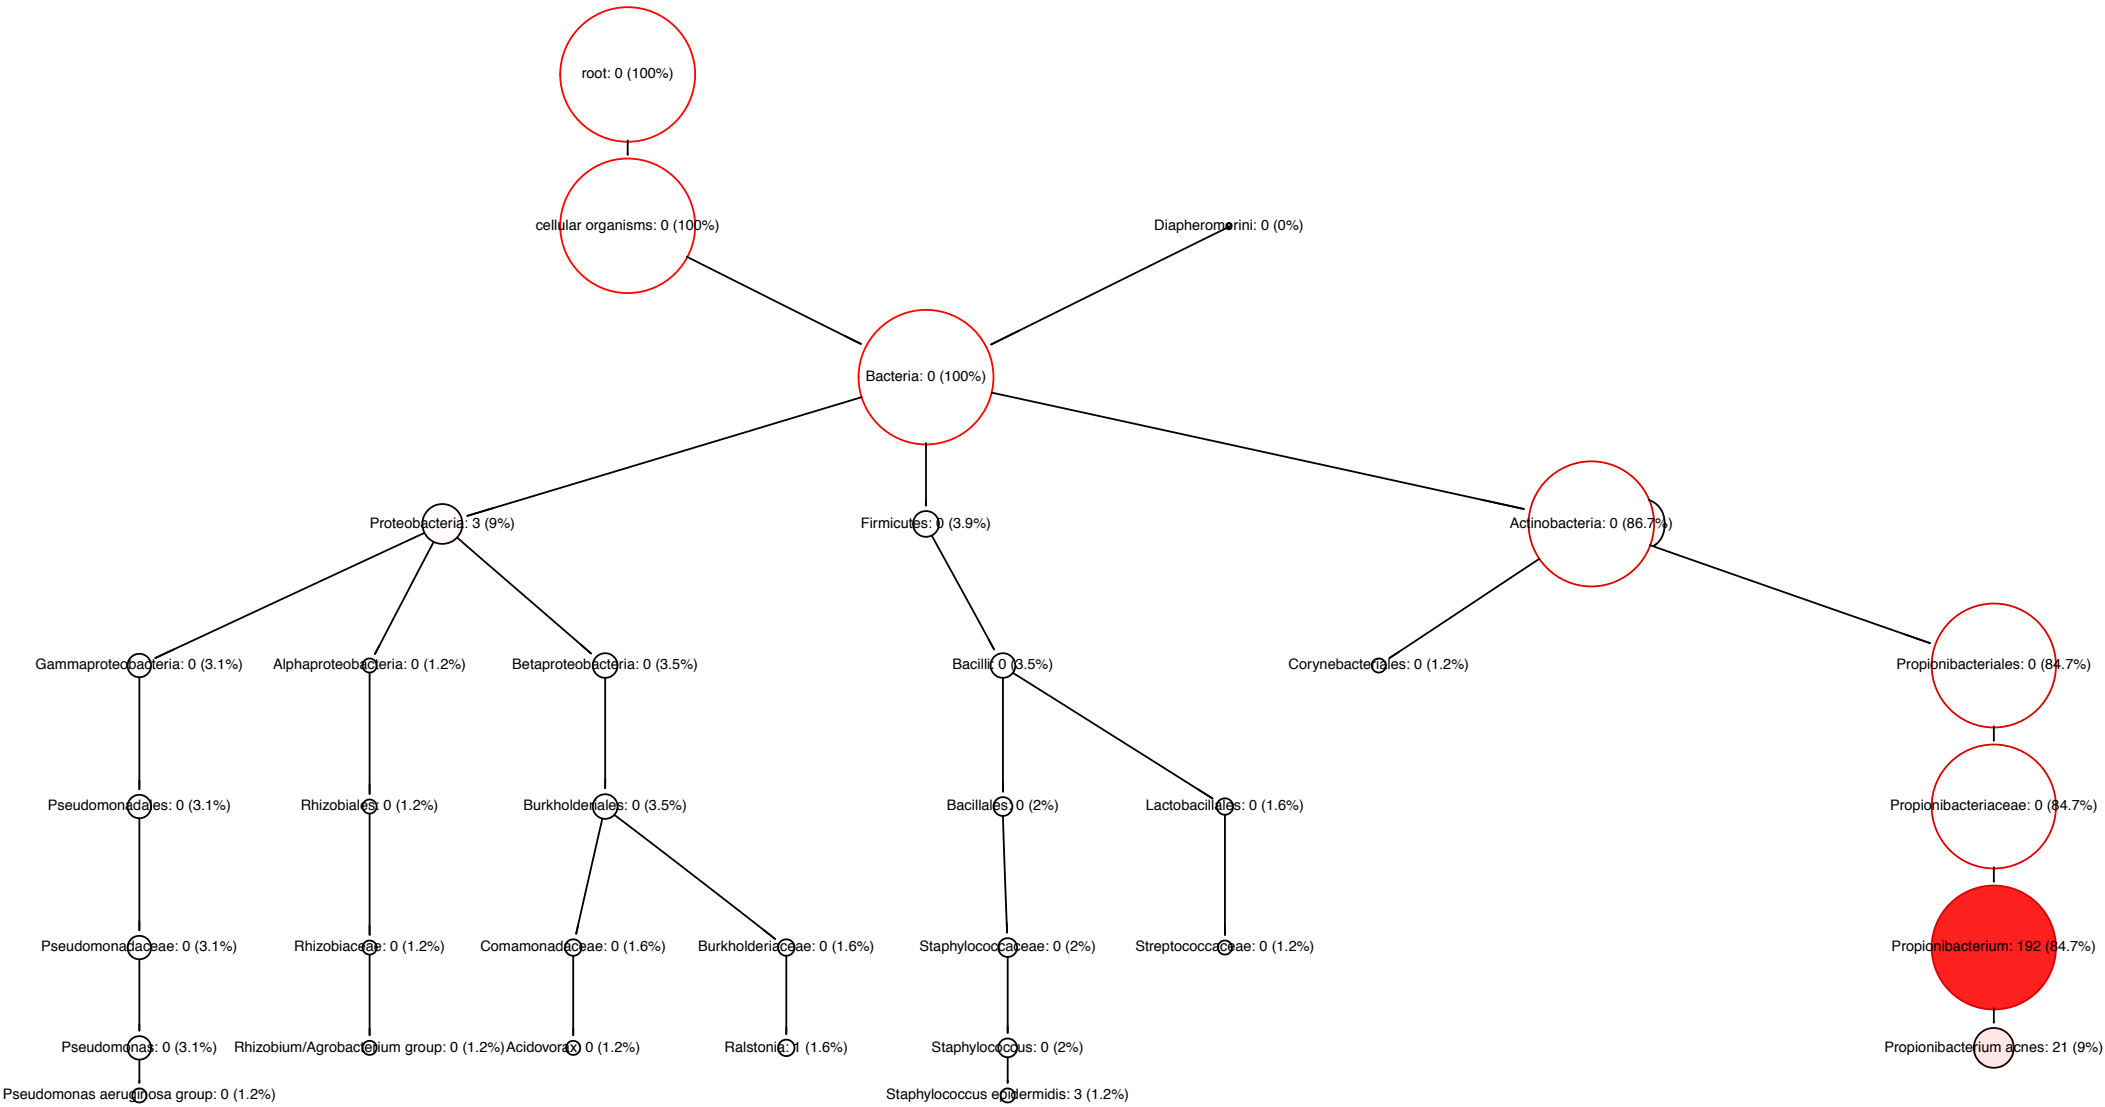 root: 0 (100%)
cellular organisms: 0 (100%)
Diapheromerini: 0 (0%)
Bacteria: 0 (100%)
Proteobacteria: 3 (9%)
Firmicutes: 0 (3.9%)
Actinobacteria: 0 (86.7%)
Gammaproteobacteria: 0 (3.1%)
Alphaproteobacteria: 0 (1.2%)
Betaproteobacteria: 0 (3.5%)
Bacilli: 0 (3.5%)
Corynebacteriales: 0 (1.2%)
Propionibacteriales: 0 (84.7%)
Pseudomonadales: 0 (3.1%)
Rhizobiales: 0 (1.2%)
Burkholderiales: 0 (3.5%)
Bacillales: 0 (2%)
Lactobacillales: 0 (1.6%)
Propionibacteriaceae: 0 (84.7%)
Pseudomonadaceae: 0 (3.1%)
Rhizobiaceae: 0 (1.2%)
Comamonadaceae: 0 (1.6%)
Burkholderiaceae: 0 (1.6%)
Staphylococcaceae: 0 (2%)
Streptococcaceae: 0 (1.2%)
Propionibacterium: 192 (84.7%)
Pseudomonas: 0 (3.1%)
Rhizobium/Agrobacterium group: 0 (1.2%)
Acidovorax: 0 (1.2%)
Ralstonia: 1 (1.6%)
Staphylococcus: 0 (2%)
Propionibacterium acnes: 21 (9%)
Pseudomonas aeruginosa group: 0 (1.2%)
Staphylococcus epidermidis: 3 (1.2%)